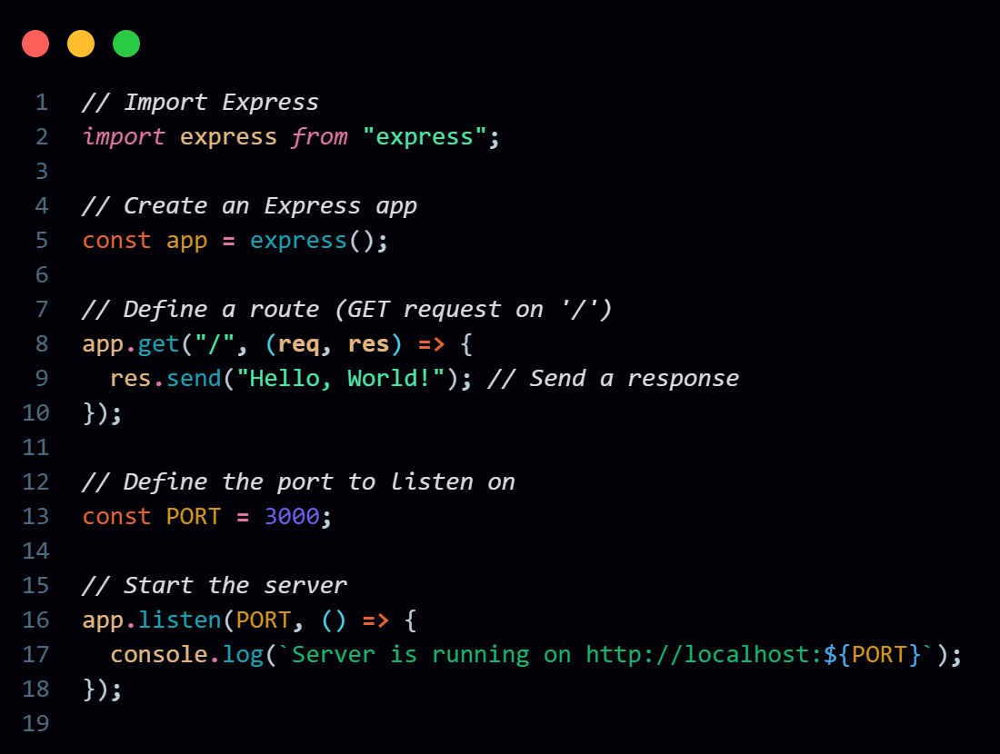 1 // Import Express
2 import express from "express";
3
4 // Create an Express app
5 const app = express();
6
7 // Define a route (GET request on '/')
8 app.get("/", (req, res) => {
9   res.send("Hello, World!"); // Send a response
10 });
11
12 // Define the port to listen on
13 const PORT = 3000;
14
15 // Start the server
16 app.listen(PORT, () => {
17   console.log(`Server is running on http://localhost:${PORT}`);
18 });
19